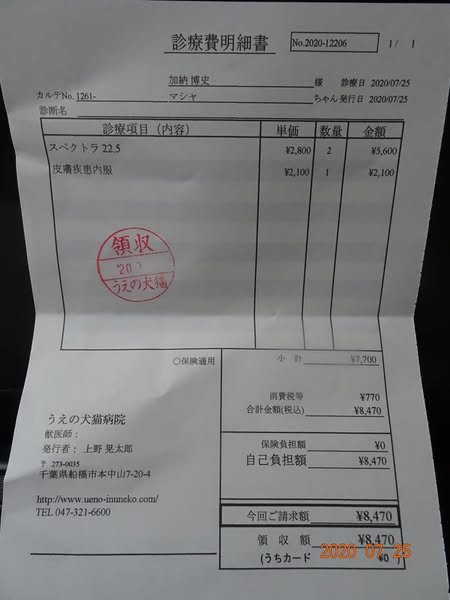 診療費明細書 No.2020-12206 1/ 1
加納 博史 様 診療日 2020/07/25
カルテNo. 1261- マシャ ちゃん 発行日 2020/07/25
診断名
診療項目（内容） 単価 数量 金額
スペクトラ 22.5 ¥2,800 2 ¥5,600
皮膚疾患内服 ¥2,100 1 ¥2,100
領収
'20 7
うえの犬猫
〇保険適用 小 計 ¥7,700
消費税等 ¥770
合計金額(税込) ¥8,470
うえの犬猫病院
獣医師：
発行者： 上野 晃太郎
〒 273-0035
千葉県船橋市本中山7-20-4
http://www.ueno-inuneko.com/
TEL 047-321-6600
保険負担額 ¥0
自己負担額 ¥8,470
今回ご請求額 ¥8,470
領 収 額 ¥8,470
(うちカード ¥0 )
2020 07 25